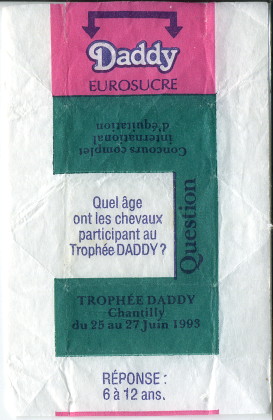 Daddy
EUROSUCRE
Concours complet
international
d'équitation
Question
Quel âge
ont les chevaux
participant au
Trophée DADDY ?
TROPHÉE DADDY
Chantilly
du 25 au 27 Juin 1993
RÉPONSE :
6 à 12 ans.